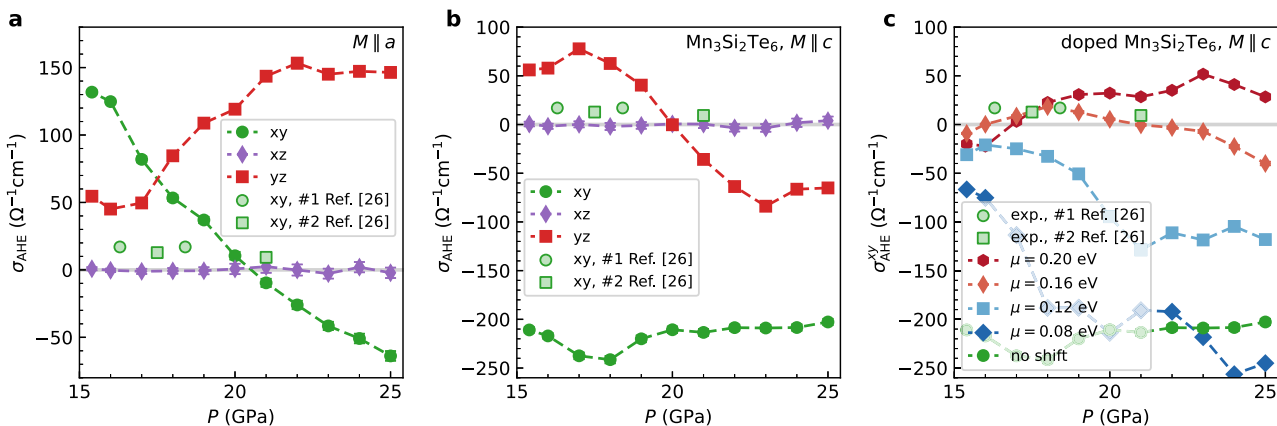 a
M ∥ a
σAHE (Ω⁻¹cm⁻¹)
150
100
50
0
−50
xy
xz
yz
xy, #1 Ref. [26]
xy, #2 Ref. [26]
15
20
25
P (GPa)
b
Mn₃Si₂Te₆, M ∥ c
σAHE (Ω⁻¹cm⁻¹)
100
50
0
−50
−100
−150
−200
−250
xy
xz
yz
xy, #1 Ref. [26]
xy, #2 Ref. [26]
15
20
25
P (GPa)
c
doped Mn₃Si₂Te₆, M ∥ c
σxyAHE (Ω⁻¹cm⁻¹)
100
50
0
−50
−100
−150
−200
−250
exp., #1 Ref. [26]
exp., #2 Ref. [26]
μ = 0.20 eV
μ = 0.16 eV
μ = 0.12 eV
μ = 0.08 eV
no shift
15
20
25
P (GPa)